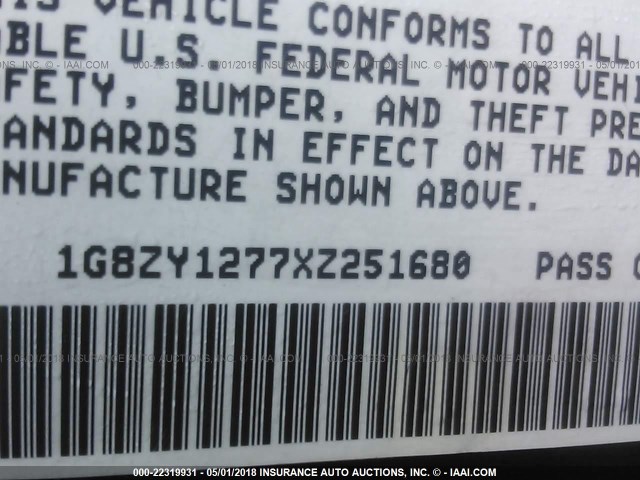 VEHICLE CONFORMS TO ALL
U.S. FEDERAL MOTOR VEHI
FETY, BUMPER, AND THEFT PRE
ANDARDS IN EFFECT ON THE DA
NUFACTURE SHOWN ABOVE.
1G8ZY1277XZ251680 PASS
000-22319931 - 05/01/2018 INSURANCE AUTO AUCTIONS, INC. - © IAAI.COM